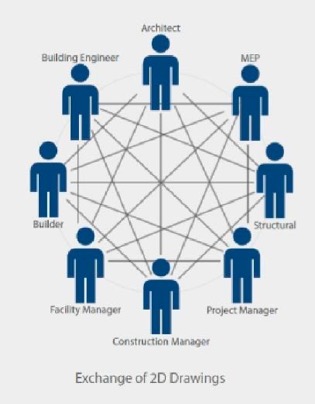 Architect
Building Engineer
MEP
Builder
Structural
Facility Manager
Project Manager
Construction Manager
Exchange of 2D Drawings